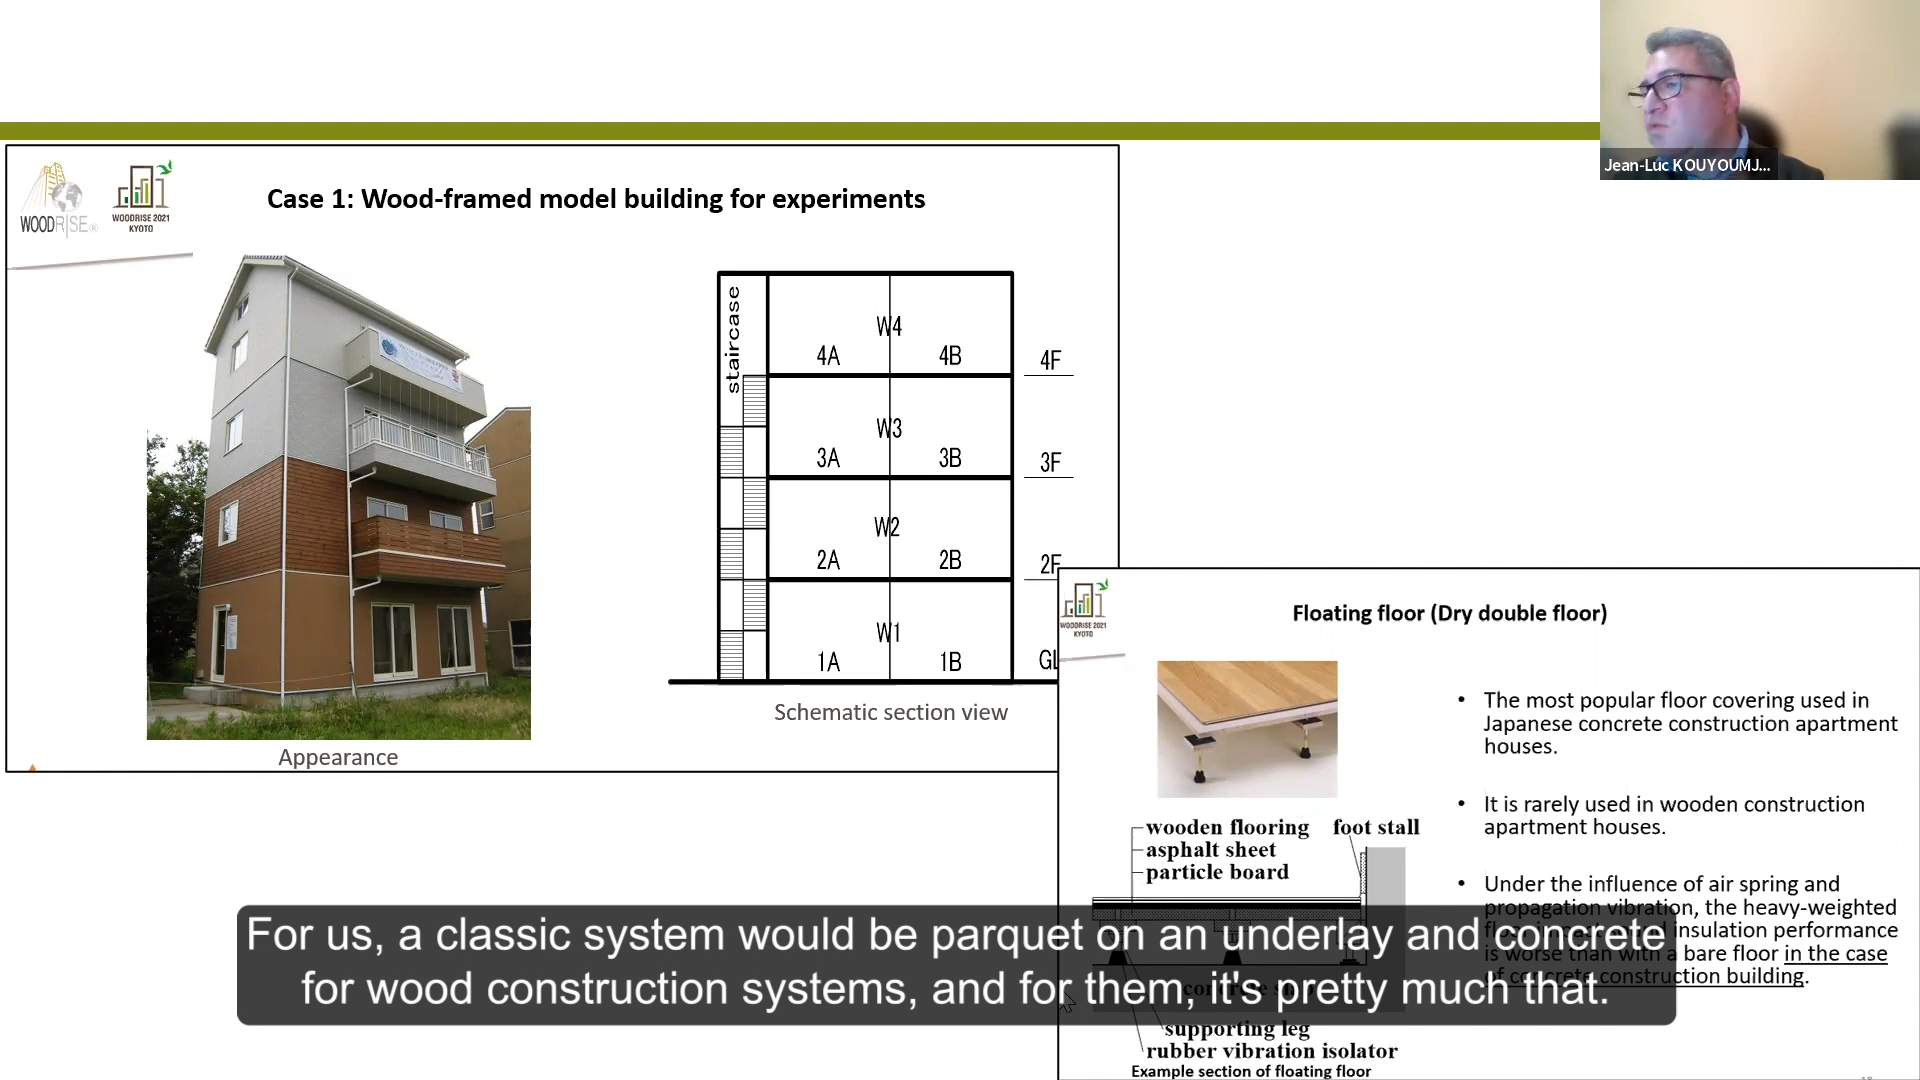 Jean-Luc KOUYOUMJ...
WOODRISE®
WOODRISE 2021
KYOTO
Case 1: Wood-framed model building for experiments
staircase
W4
4A 4B
4F
W3
3A 3B
3F
W2
2A 2B
2F
W1
1A 1B
GL
Schematic section view
Appearance
WOODRISE 2021
KYOTO
Floating floor (Dry double floor)
• The most popular floor covering used in
Japanese concrete construction apartment
houses.
• It is rarely used in wooden construction
apartment houses.
• Under the influence of air spring and
propagation vibration, the heavy-weighted
insulation performance
is worse than with a bare floor in the case
of concrete construction building.
wooden flooring foot stall
asphalt sheet
particle board
supporting leg
rubber vibration isolator
Example section of floating floor
For us, a classic system would be parquet on an underlay and concrete
for wood construction systems, and for them, it's pretty much that.